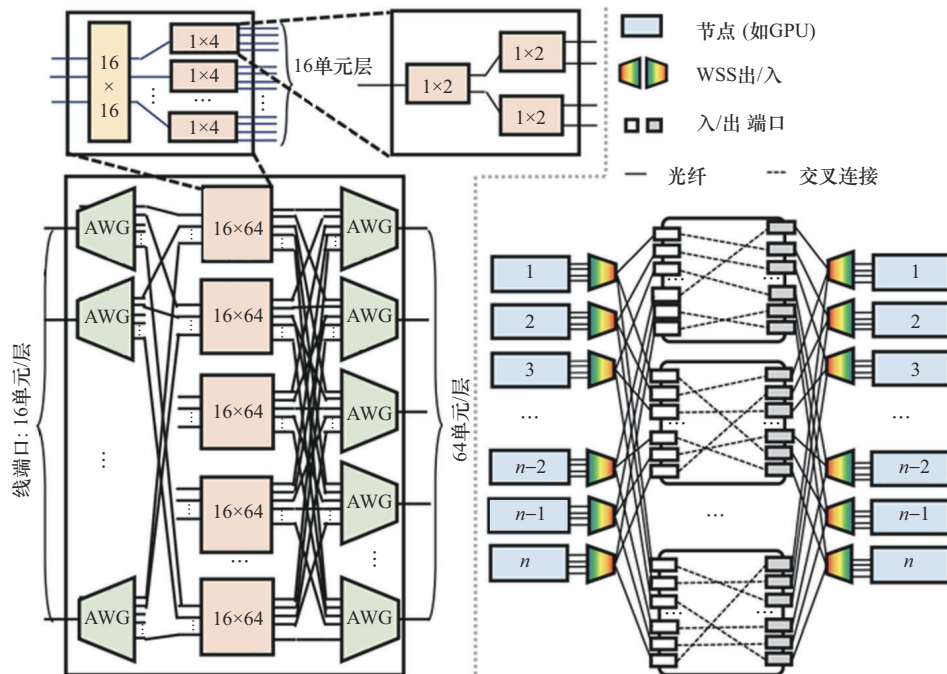 16
×
16
1×4
1×4
…
1×4
16单元层
1×2
1×2
1×2
节点 (如GPU)
WSS出/入
入/出 端口
光纤
交叉连接
线端口: 16单元/层
AWG
AWG
…
AWG
16×64
16×64
16×64
16×64
…
16×64
AWG
AWG
AWG
AWG
…
AWG
64单元/层
1
2
3
…
n−2
n−1
n
…
…
…
…
1
2
3
…
n−2
n−1
n